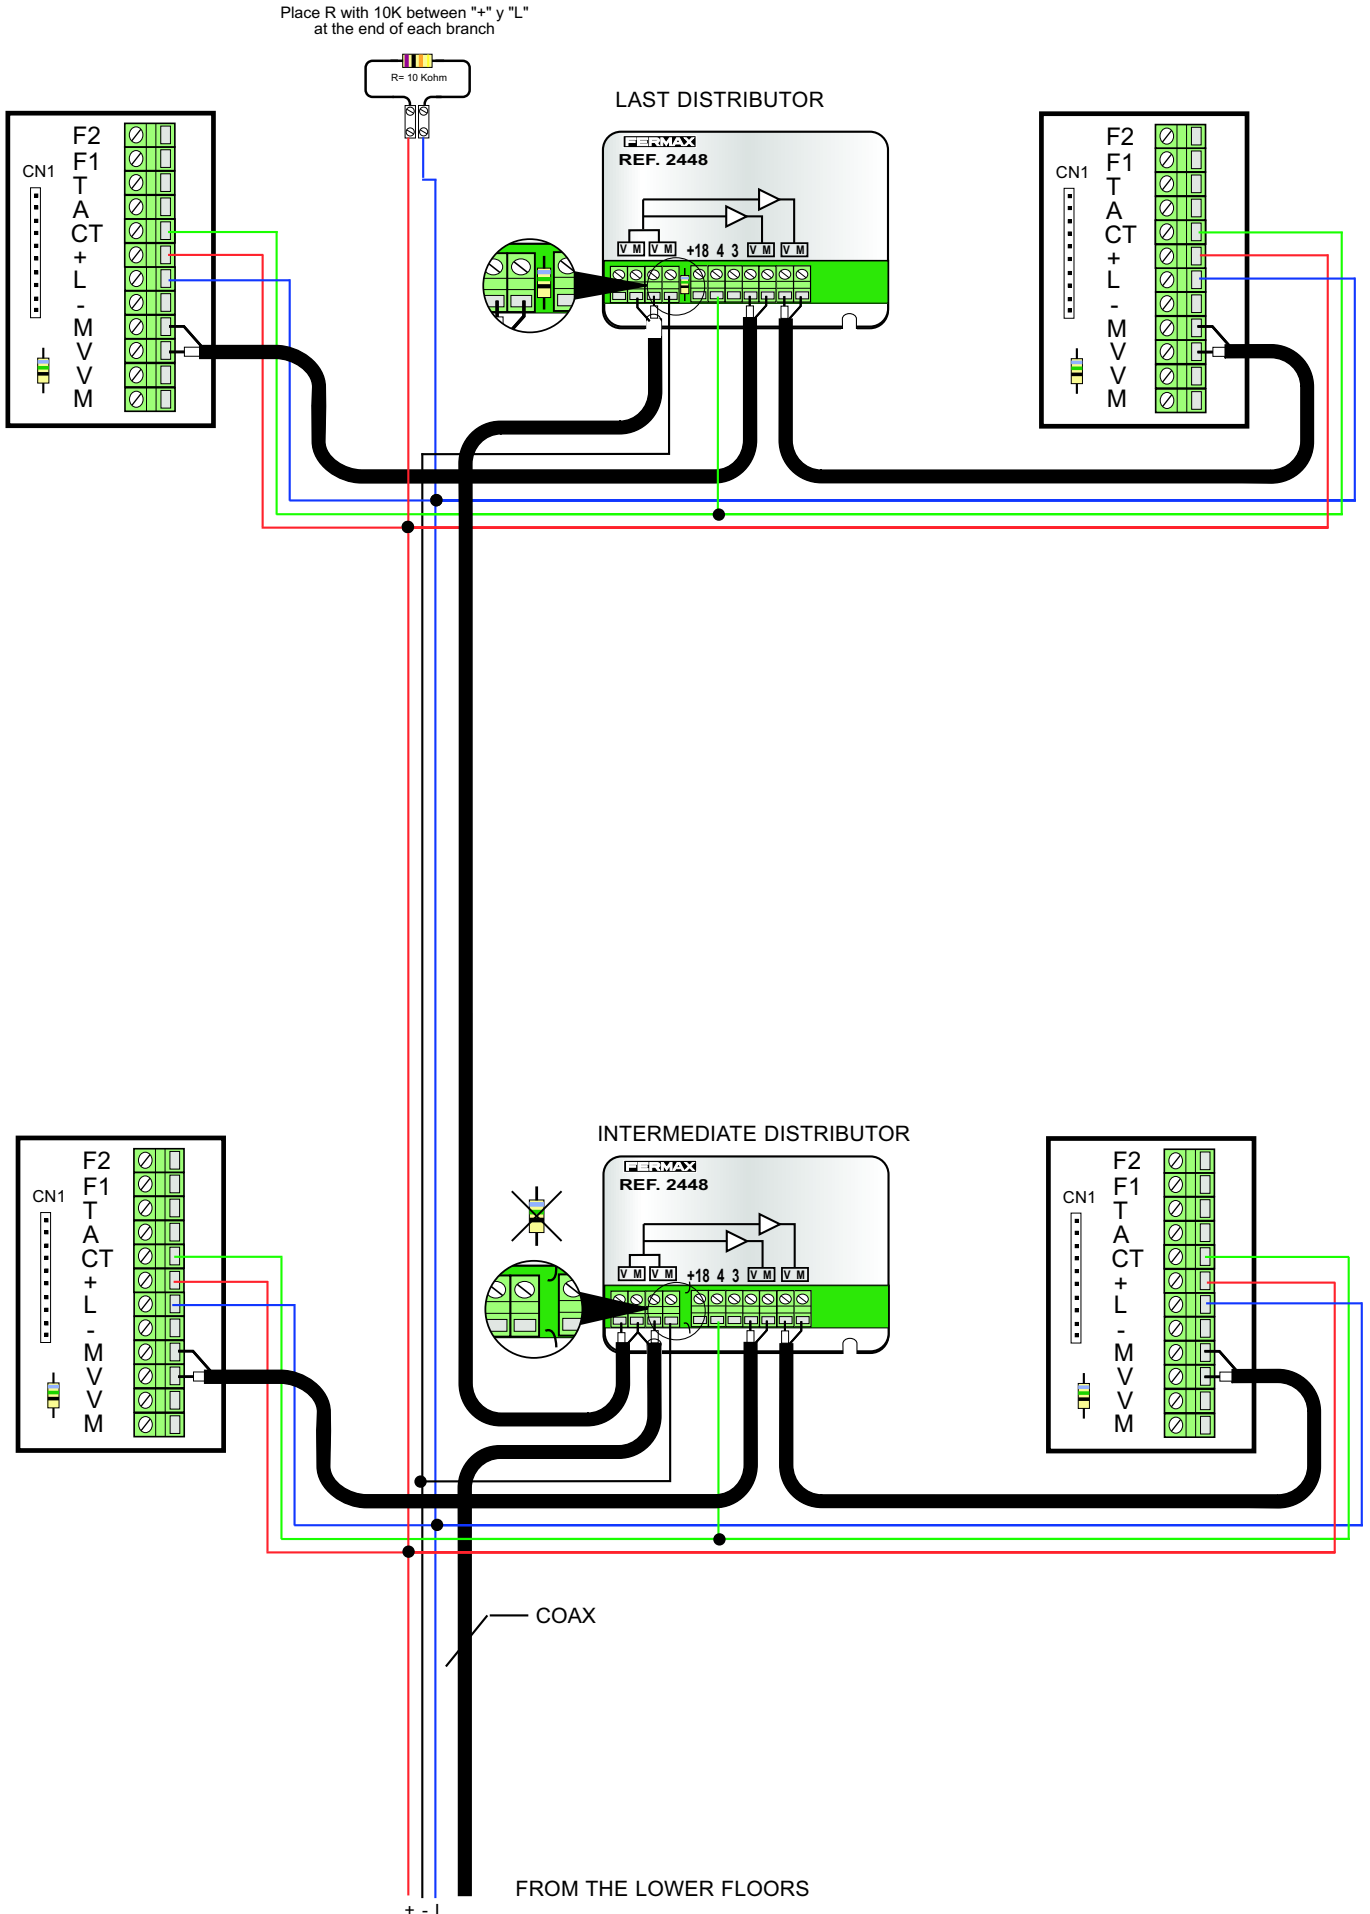 Place R with 10K between "+" y "L"
at the end of each branch
R= 10 Kohm
LAST DISTRIBUTOR
FERMAX
REF. 2448
V M V M +18 4 3 V M V M
CN1
F2
F1
T
A
CT
+
L
-
M
V
V
M
CN1
F2
F1
T
A
CT
+
L
-
M
V
V
M
INTERMEDIATE DISTRIBUTOR
FERMAX
REF. 2448
V M V M +18 4 3 V M V M
CN1
F2
F1
T
A
CT
+
L
-
M
V
V
M
CN1
F2
F1
T
A
CT
+
L
-
M
V
V
M
COAX
FROM THE LOWER FLOORS
+ - L